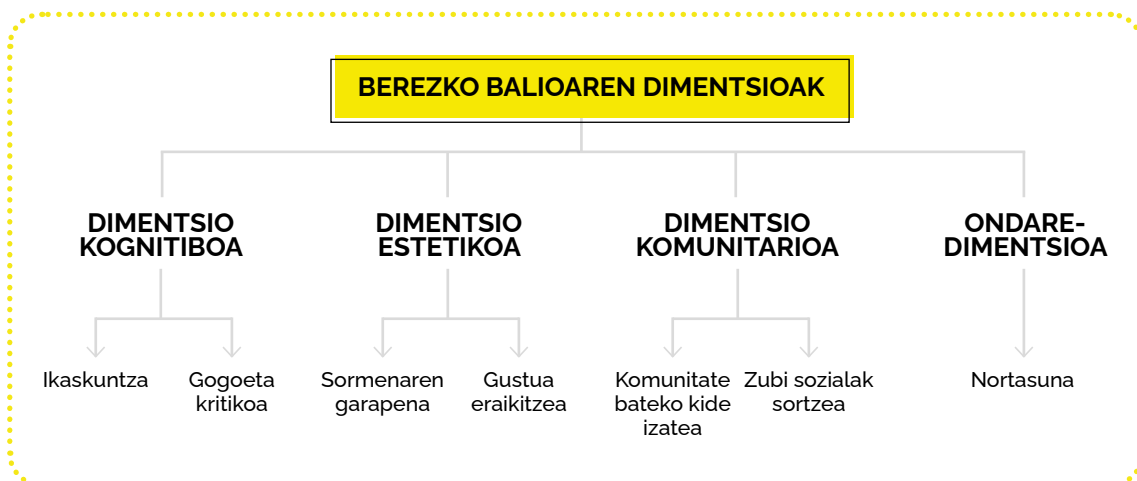 BEREZKO BALIOAREN DIMENTSIOAK
DIMENTSIO
KOGNITIBOA
DIMENTSIO
ESTETIKOA
DIMENTSIO
KOMUNITARIOA
ONDARE-
DIMENTSIOA
Ikaskuntza
Gogoeta
kritikoa
Sormenaren
garapena
Gustua
eraikitzea
Komunitate
bateko kide
izatea
Zubi sozialak
sortzea
Nortasuna